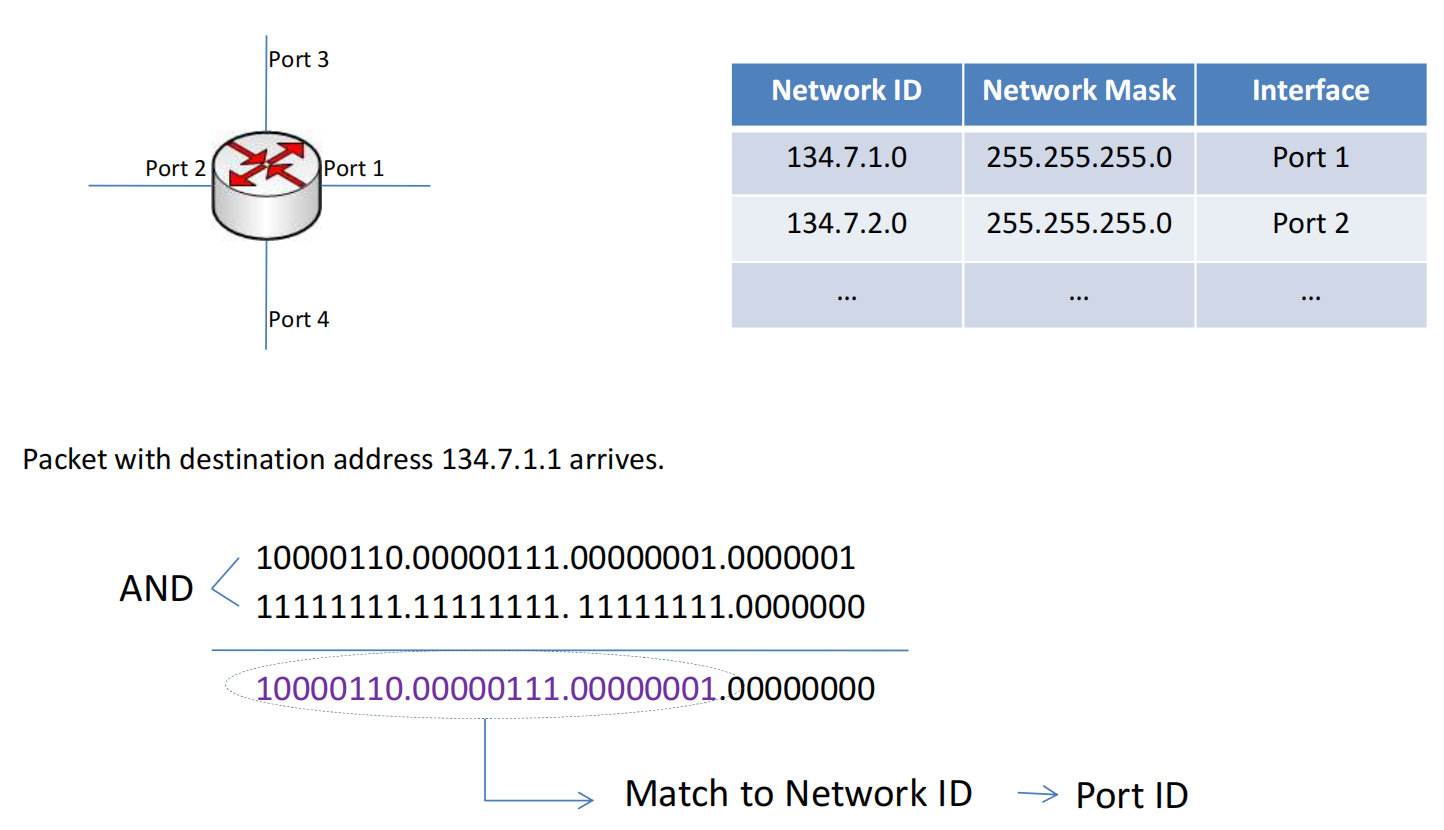 Port 3
Port 2
Port 1
Port 4
Network ID Network Mask Interface
134.7.1.0 255.255.255.0 Port 1
134.7.2.0 255.255.255.0 Port 2
... ... ...
Packet with destination address 134.7.1.1 arrives.
AND
10000110.00000111.00000001.0000001
11111111.11111111. 11111111.0000000
10000110.00000111.00000001.00000000
Match to Network ID
Port ID